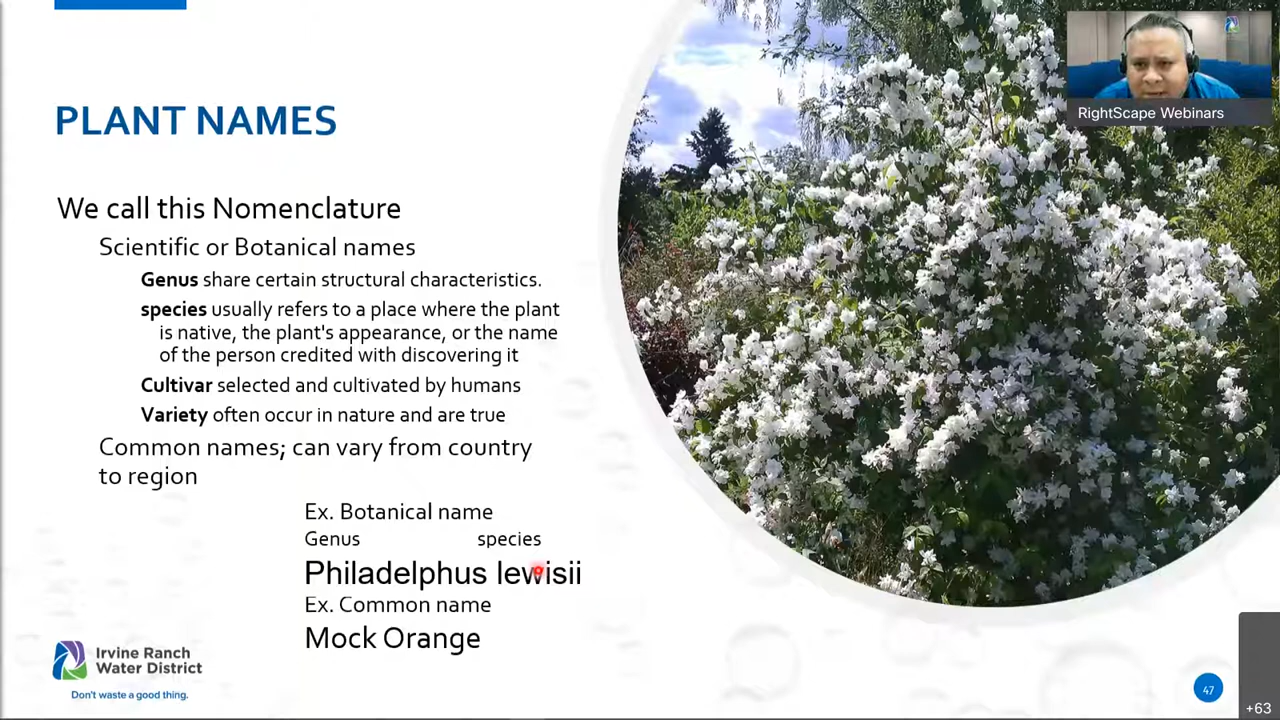 RightScape Webinars
PLANT NAMES
We call this Nomenclature
Scientific or Botanical names
Genus share certain structural characteristics.
species usually refers to a place where the plant
is native, the plant's appearance, or the name
of the person credited with discovering it
Cultivar selected and cultivated by humans
Variety often occur in nature and are true
Common names; can vary from country
to region
Ex. Botanical name
Genus species
Philadelphus lewisii
Ex. Common name
Mock Orange
Irvine Ranch
Water District
Don't waste a good thing.
47
+63